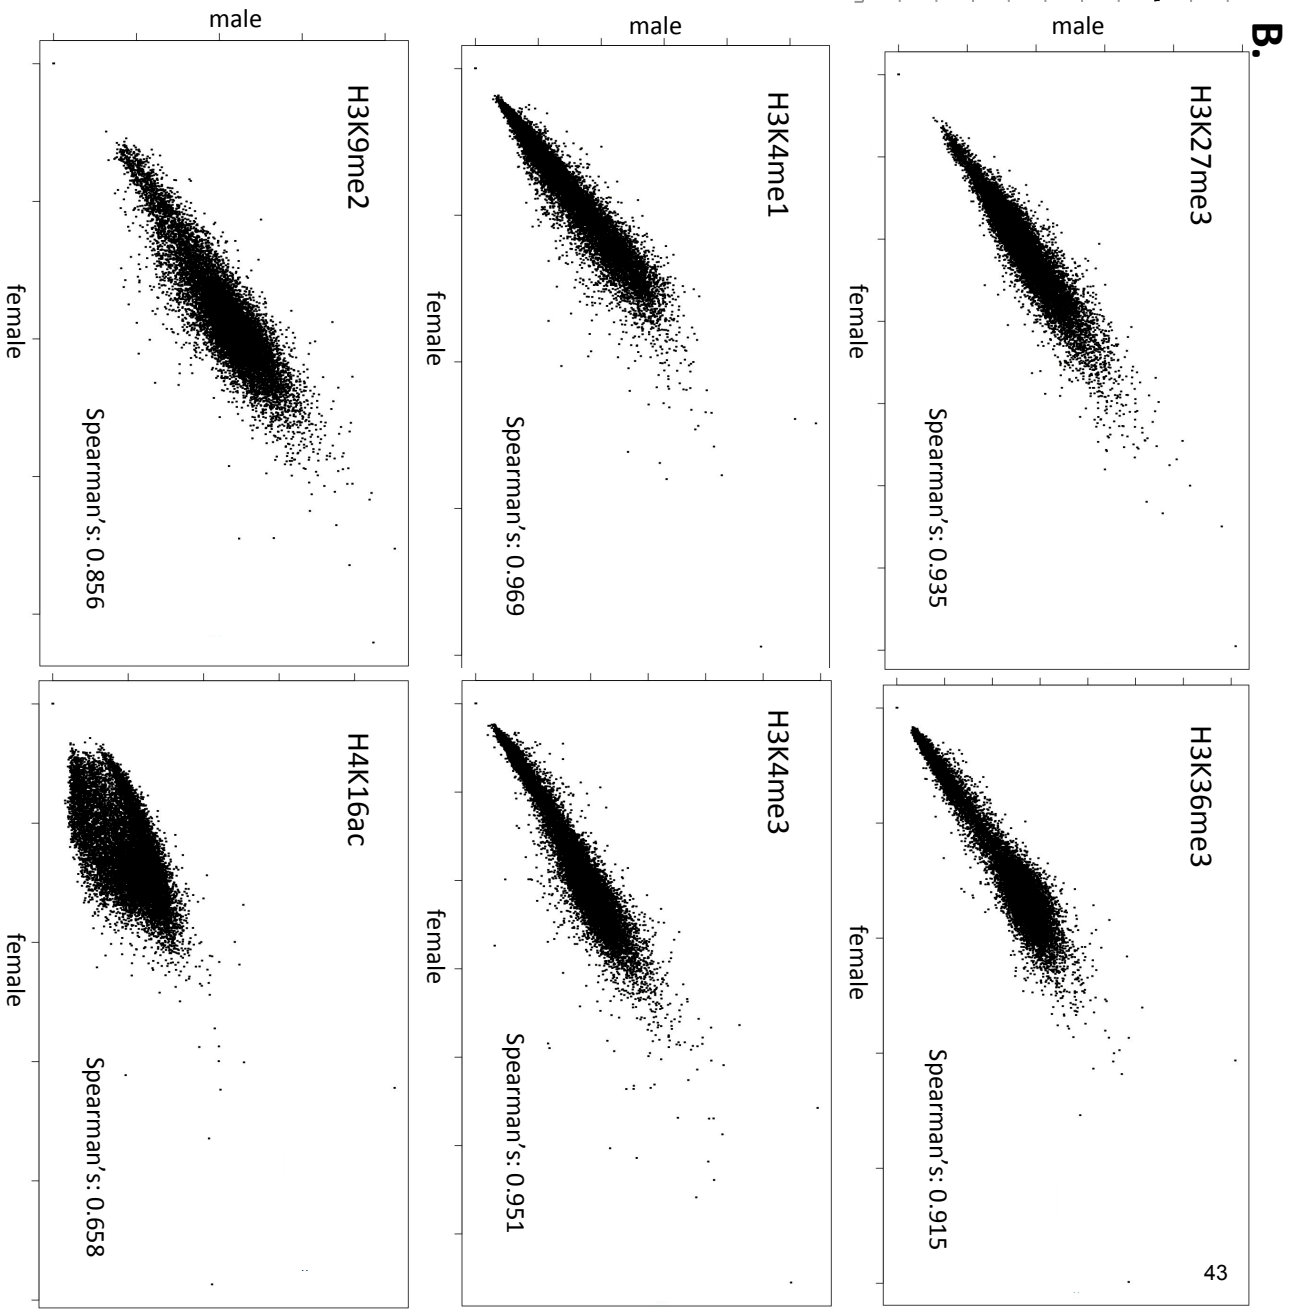 B.
H3K27me3
male
female
Spearman’s: 0.935
H3K4me1
male
female
Spearman’s: 0.969
H3K9me2
male
female
Spearman’s: 0.856
H3K36me3
female
Spearman’s: 0.915
H3K4me3
female
Spearman’s: 0.951
H4K16ac
female
Spearman’s: 0.658
43